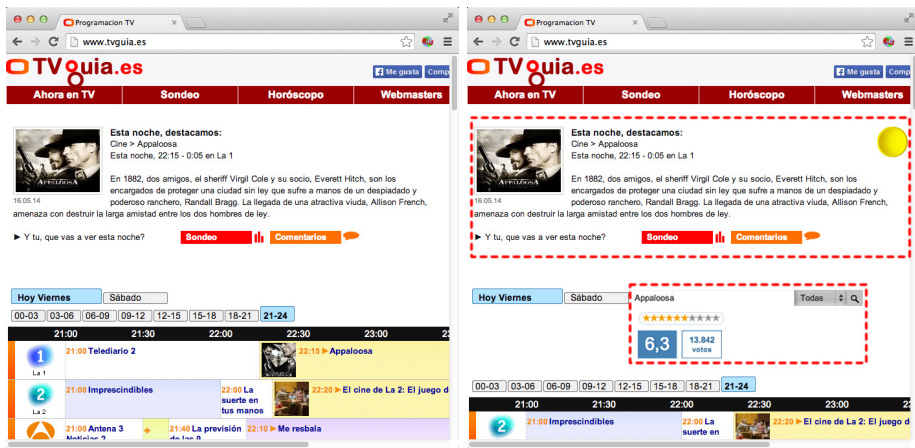 Programacion TV
www.tvguia.es
TVguia.es
Me gusta Comp
Ahora en TV Sondeo Horóscopo Webmasters
APPALOOSA
16.05.14
Esta noche, destacamos:
Cine > Appaloosa
Esta noche, 22:15 - 0:05 en La 1
En 1882, dos amigos, el sheriff Virgil Cole y su socio, Everett Hitch, son los
encargados de proteger una ciudad sin ley que sufre a manos de un despiadado y
poderoso ranchero, Randall Bragg. La llegada de una atractiva viuda, Allison French,
amenaza con destruir la larga amistad entre los dos hombres de ley.
► Y tu, que vas a ver esta noche? Sondeo Comentarios
Hoy Viernes Sábado
00-03 03-06 06-09 09-12 12-15 15-18 18-21 21-24
21:00 21:30 22:00 22:30 23:00 23
1 La 1 21:00 Telediario 2 22:15 ► Appaloosa
2 La 2 21:00 Imprescindibles 22:00 La
suerte en
tus manos 22:20 ► El cine de La 2: El juego d
21:00 Antena 3
Noticias 2 + 21:40 La previsión
de las 9 22:10 ► Me resbala
Programacion TV
www.tvguia.es
TVguia.es
Me gusta Comp
Ahora en TV Sondeo Horóscopo Webmasters
APPALOOSA
16.05.14
Esta noche, destacamos:
Cine > Appaloosa
Esta noche, 22:15 - 0:05 en La 1
En 1882, dos amigos, el sheriff Virgil Cole y su socio, Everett Hitch, son los
encargados de proteger una ciudad sin ley que sufre a manos de un despiadado y
poderoso ranchero, Randall Bragg. La llegada de una atractiva viuda, Allison French,
amenaza con destruir la larga amistad entre los dos hombres de ley.
► Y tu, que vas a ver esta noche? Sondeo Comentarios
Hoy Viernes Sábado
Appaloosa Todas
6,3 13.842
votos
00-03 03-06 06-09 09-12 12-15 15-18 18-21 21-24
21:00 21:30 22:00 22:30 23:00
2 21:00 Imprescindibles 22:00 La
suerte en 22:20 ► El cine de La 2: El juego d